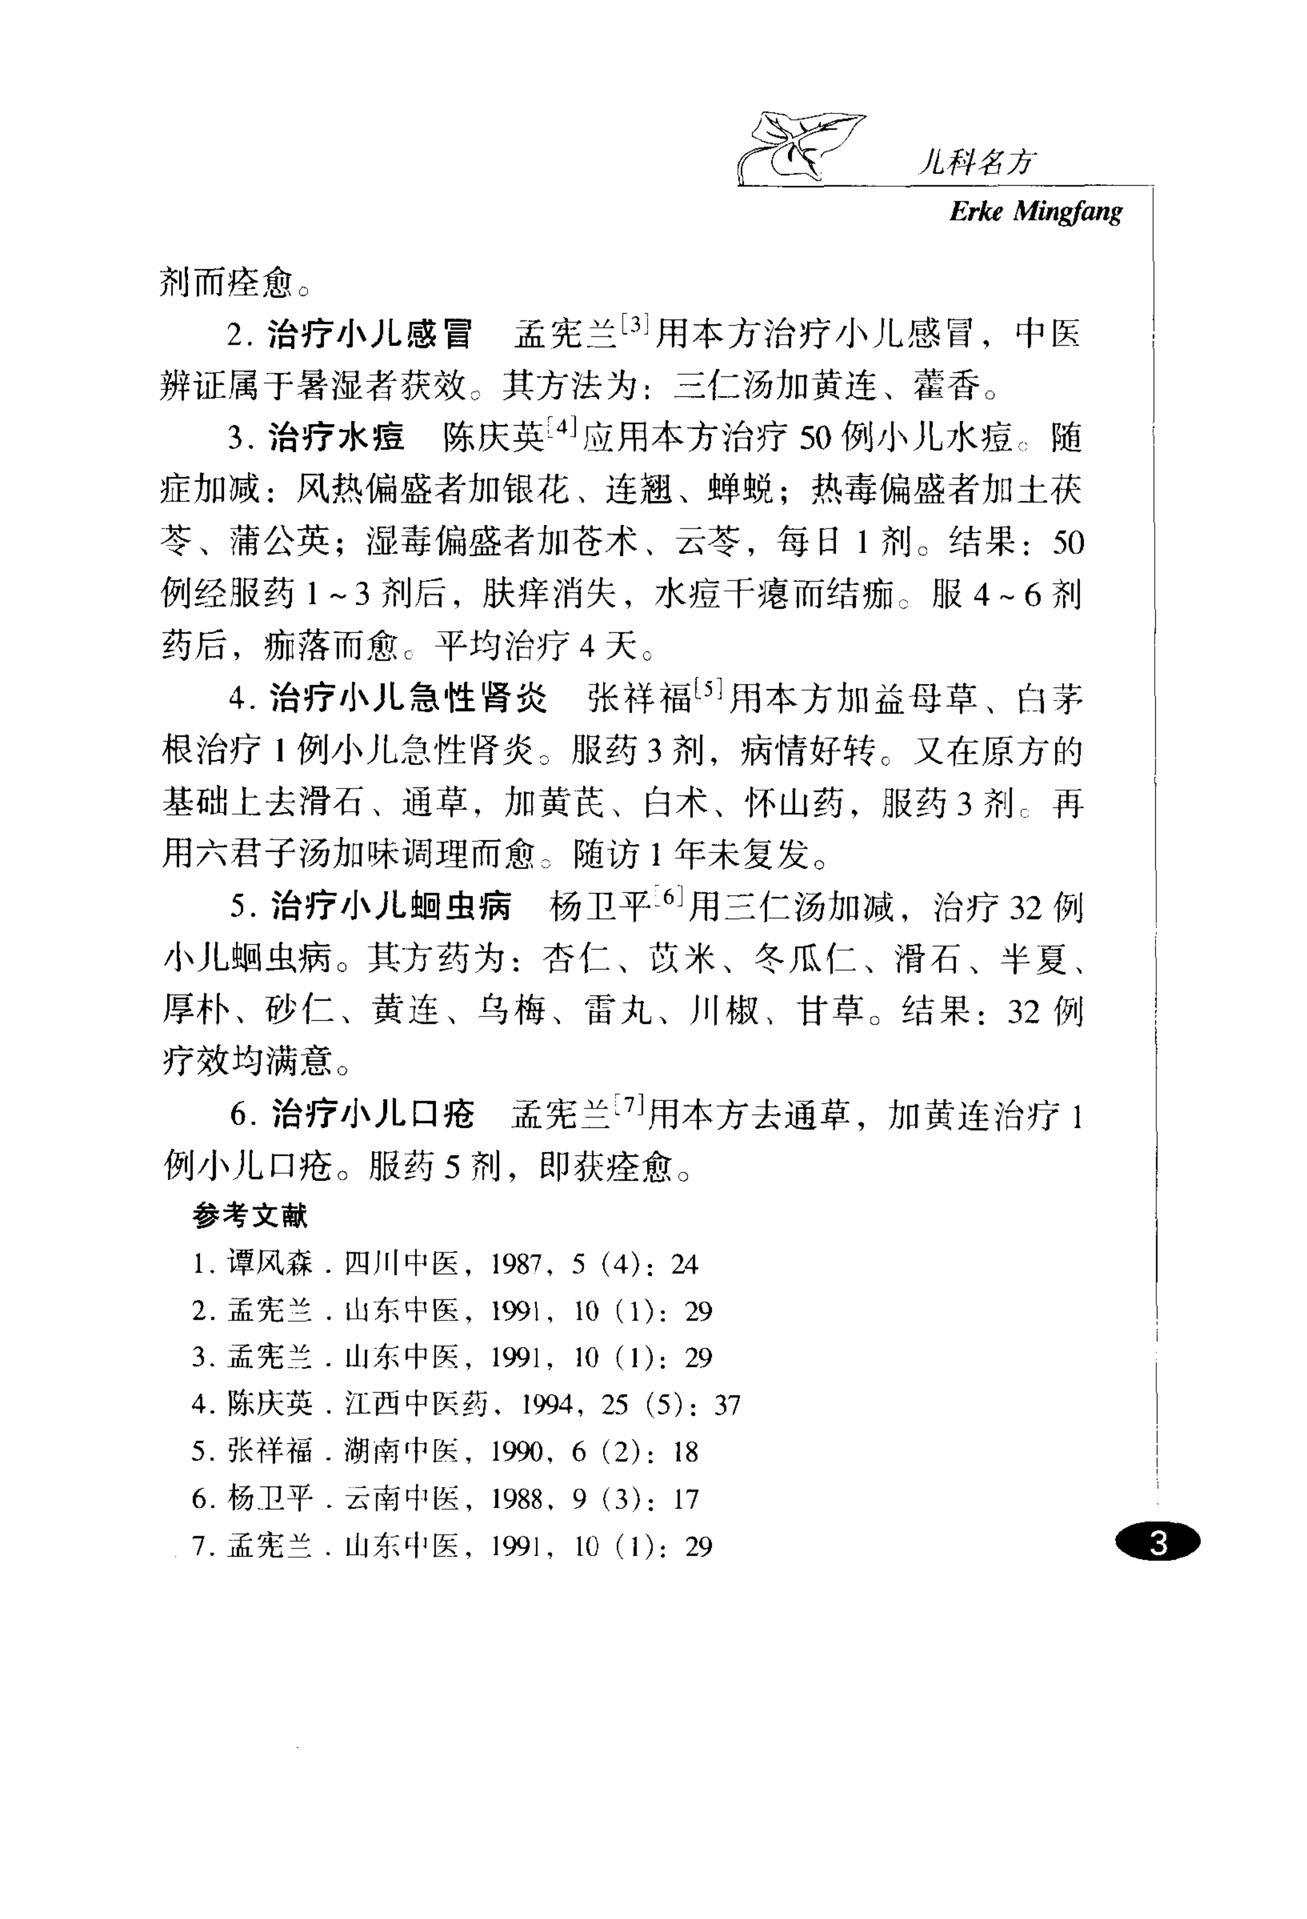 儿科名方
Erke Mingfang
剂而痊愈。
2. 治疗小儿感冒　孟宪兰[3]用本方治疗小儿感冒，中医
辨证属于暑湿者获效。其方法为：三仁汤加黄连、藿香。
3. 治疗水痘　陈庆英[4]应用本方治疗 50 例小儿水痘。随
症加减：风热偏盛者加银花、连翘、蝉蜕；热毒偏盛者加土茯
苓、蒲公英；湿毒偏盛者加苍术、云苓，每日 1 剂。结果：50
例经服药 1～3 剂后，肤痒消失，水痘干瘪而结痂。服 4～6 剂
药后，痂落而愈。平均治疗 4 天。
4. 治疗小儿急性肾炎　张祥福[5]用本方加益母草、白茅
根治疗 1 例小儿急性肾炎。服药 3 剂，病情好转。又在原方的
基础上去滑石、通草，加黄芪、白术、怀山药，服药 3 剂。再
用六君子汤加味调理而愈。随访 1 年未复发。
5. 治疗小儿蛔虫病　杨卫平[6]用三仁汤加减，治疗 32 例
小儿蛔虫病。其方药为：杏仁、苡米、冬瓜仁、滑石、半夏、
厚朴、砂仁、黄连、乌梅、雷丸、川椒、甘草。结果：32 例
疗效均满意。
6. 治疗小儿口疮　孟宪兰[7]用本方去通草，加黄连治疗 1
例小儿口疮。服药 5 剂，即获痊愈。
参考文献
1. 谭风森．四川中医，1987，5（4）：24
2. 孟宪兰．山东中医，1991，10（1）：29
3. 孟宪兰．山东中医，1991，10（1）：29
4. 陈庆英．江西中医药，1994，25（5）：37
5. 张祥福．湖南中医，1990，6（2）：18
6. 杨卫平．云南中医，1988，9（3）：17
7. 孟宪兰．山东中医，1991，10（1）：29
3